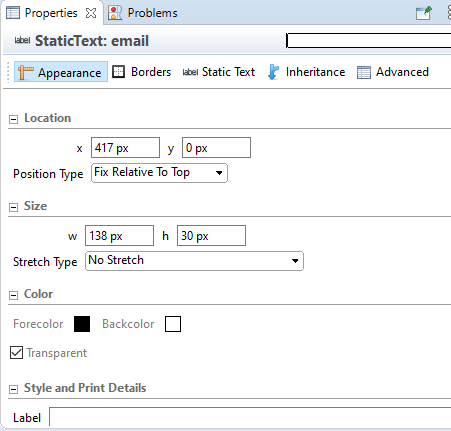 Properties Problems
label StaticText: email
Appearance Borders label Static Text Inheritance Advanced
Location
x 417 px y 0 px
Position Type Fix Relative To Top
Size
w 138 px h 30 px
Stretch Type No Stretch
Color
Forecolor Backcolor
Transparent
Style and Print Details
Label